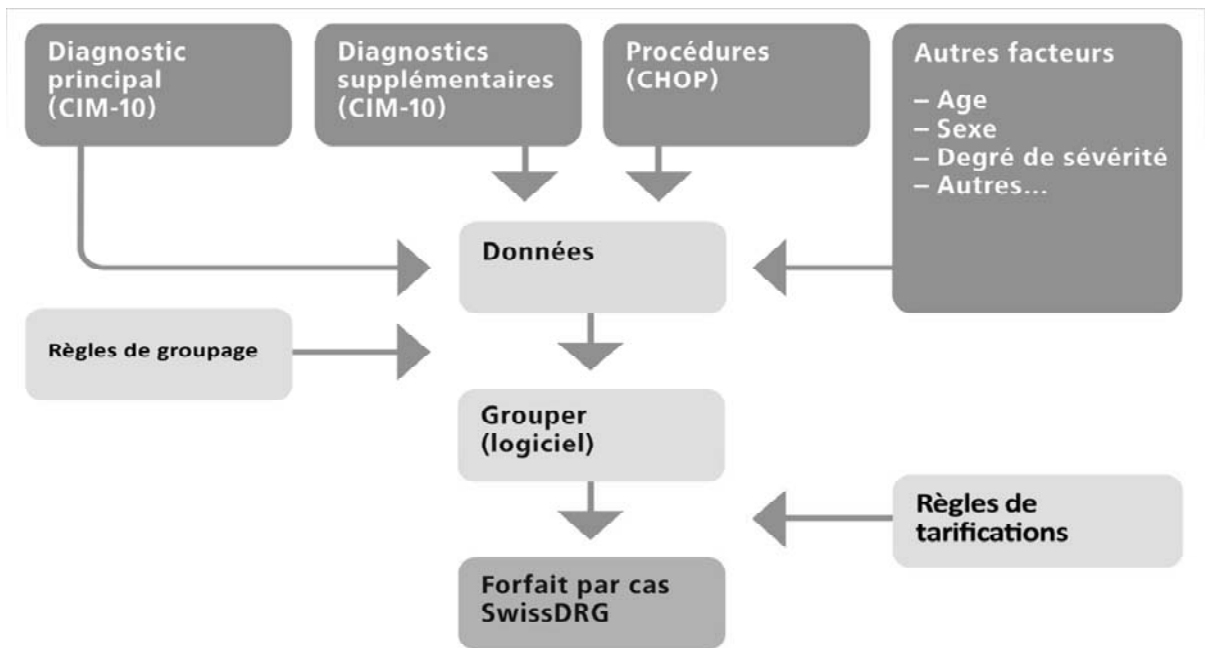 Diagnostic
principal
(CIM-10)
Diagnostics
supplémentaires
(CIM-10)
Procédures
(CHOP)
Autres facteurs
– Age
– Sexe
– Degré de sévérité
– Autres...
Données
Règles de groupage
Grouper
(logiciel)
Règles de
tarifications
Forfait par cas
SwissDRG